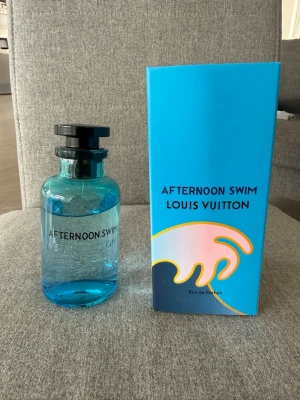 AFTERNOON SWIM
AFTERNOON SWIM
LOUIS VUITTON
Eau de Parfum